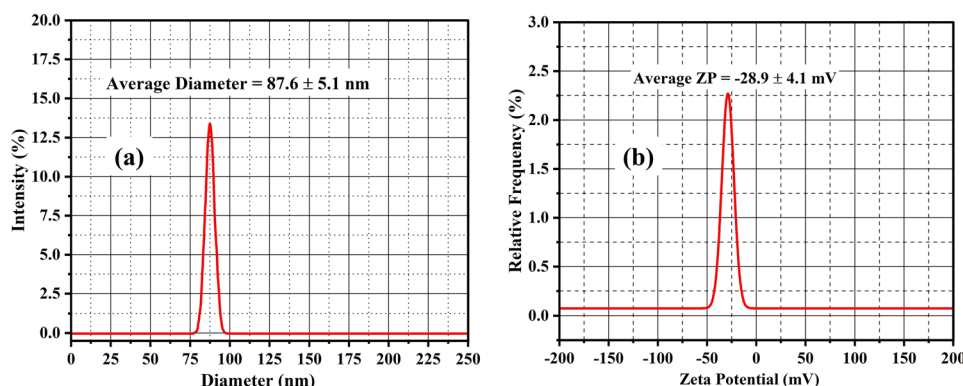 20.0
17.5
15.0
12.5
10.0
7.5
5.0
2.5
0.0
Intensity (%)
Average Diameter = 87.6 ± 5.1 nm
(a)
0 25 50 75 100 125 150 175 200 225 250
Diameter (nm)
3.0
2.5
2.0
1.5
1.0
0.5
0.0
Relative Frequency (%)
Average ZP = -28.9 ± 4.1 mV
(b)
-200 -150 -100 -50 0 50 100 150 200
Zeta Potential (mV)